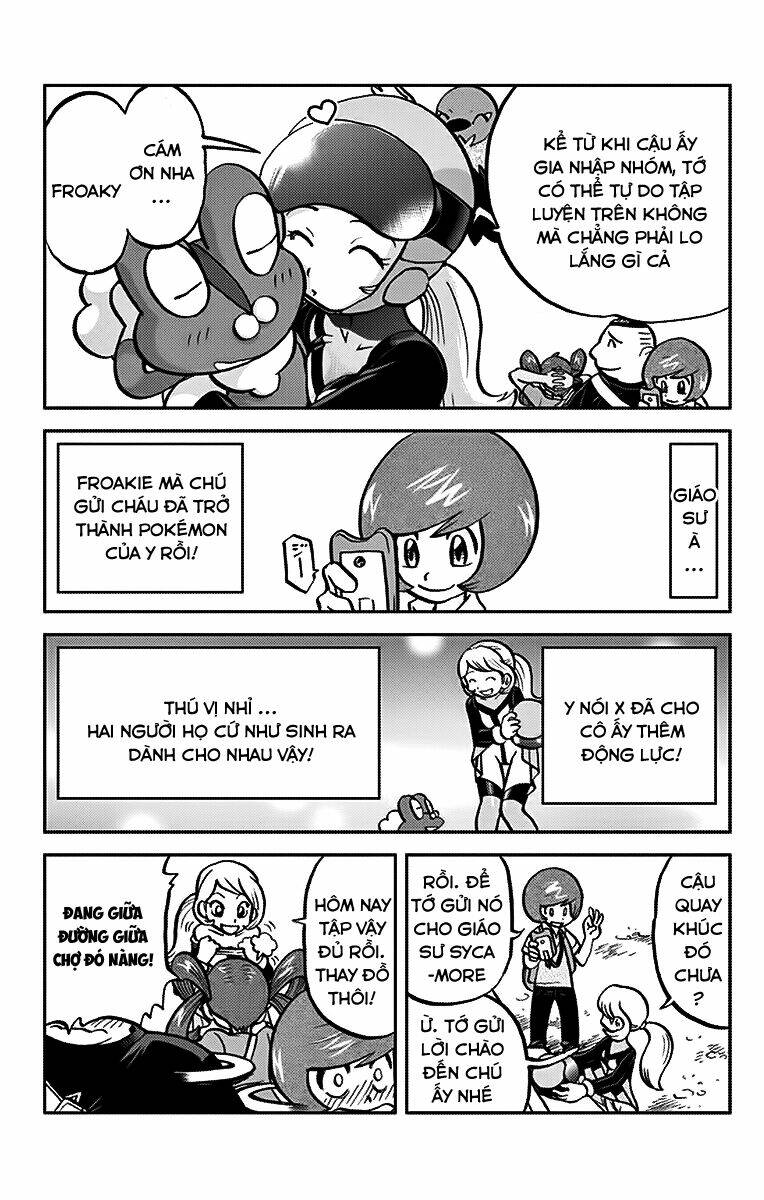 KỂ TỪ KHI CẬU ẤY
GIA NHẬP NHÓM, TỚ
CÓ THỂ TỰ DO TẬP
LUYỆN TRÊN KHÔNG
MÀ CHẲNG PHẢI LO
LẮNG GÌ CẢ
CÁM
ƠN NHA
...
FROAKY
GIÁO
SƯ
À
...
FROAKIE MÀ CHÚ
GỬI CHÁU ĐÃ TRỞ
THÀNH POKÉMON
CỦA Y RỒI!
Y NÓI X ĐÃ CHO
CÔ ẤY THÊM
ĐỘNG LỰC!
THÚ VỊ NHỈ ...
HAI NGƯỜI HỌ CỨ NHƯ SINH RA
DÀNH CHO NHAU VẬY!
CẬU
QUAY
KHÚC
ĐÓ
CHƯA
?
RỒI. ĐỂ
TỚ GỬI NÓ
CHO GIÁO
SƯ SYCA
-MORE
Ừ. TỚ GỬI
LỜI CHÀO
ĐẾN CHÚ
ẤY NHÉ
HÔM NAY
TẬP VẬY
ĐỦ RỒI.
THAY ĐỒ
THÔI!
ĐANG GIỮA
ĐƯỜNG GIỮA
CHỢ ĐÓ NÀNG!